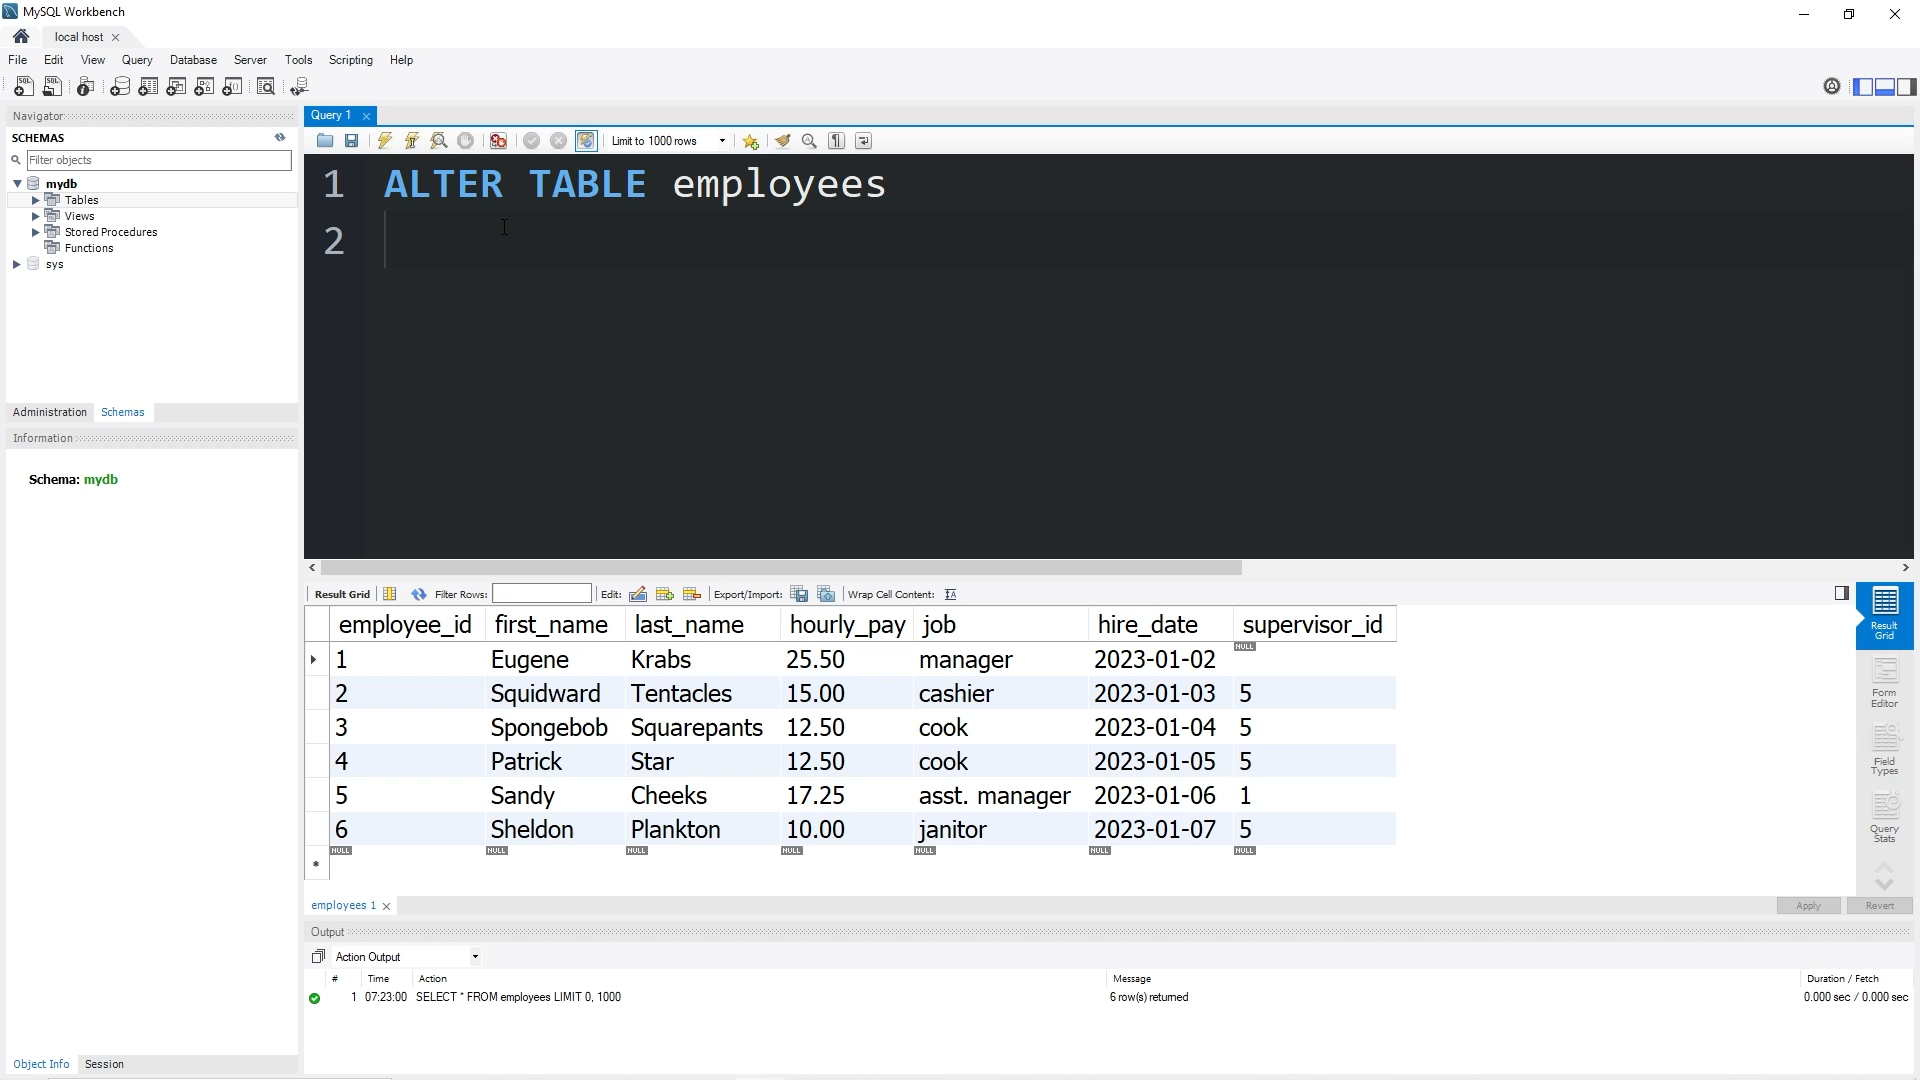 MySQL Workbench
local host
File Edit View Query Database Server Tools Scripting Help
Navigator
SCHEMAS
Filter objects
mydb
Tables
Views
Stored Procedures
Functions
sys
Administration Schemas
Information
Schema: mydb
Object Info Session
Query 1
Limit to 1000 rows
1 ALTER TABLE employees
2
Result Grid Filter Rows: Edit: Export/Import: Wrap Cell Content:
employee_id first_name last_name hourly_pay job hire_date supervisor_id
1 Eugene Krabs 25.50 manager 2023-01-02 NULL
2 Squidward Tentacles 15.00 cashier 2023-01-03 5
3 Spongebob Squarepants 12.50 cook 2023-01-04 5
4 Patrick Star 12.50 cook 2023-01-05 5
5 Sandy Cheeks 17.25 asst. manager 2023-01-06 1
6 Sheldon Plankton 10.00 janitor 2023-01-07 5
NULL NULL NULL NULL NULL NULL NULL
Result
Grid
Form
Editor
Field
Types
Query
Stats
employees 1 Apply Revert
Output
Action Output
# Time Action Message Duration / Fetch
1 07:23:00 SELECT * FROM employees LIMIT 0, 1000 6 row(s) returned 0.000 sec / 0.000 sec